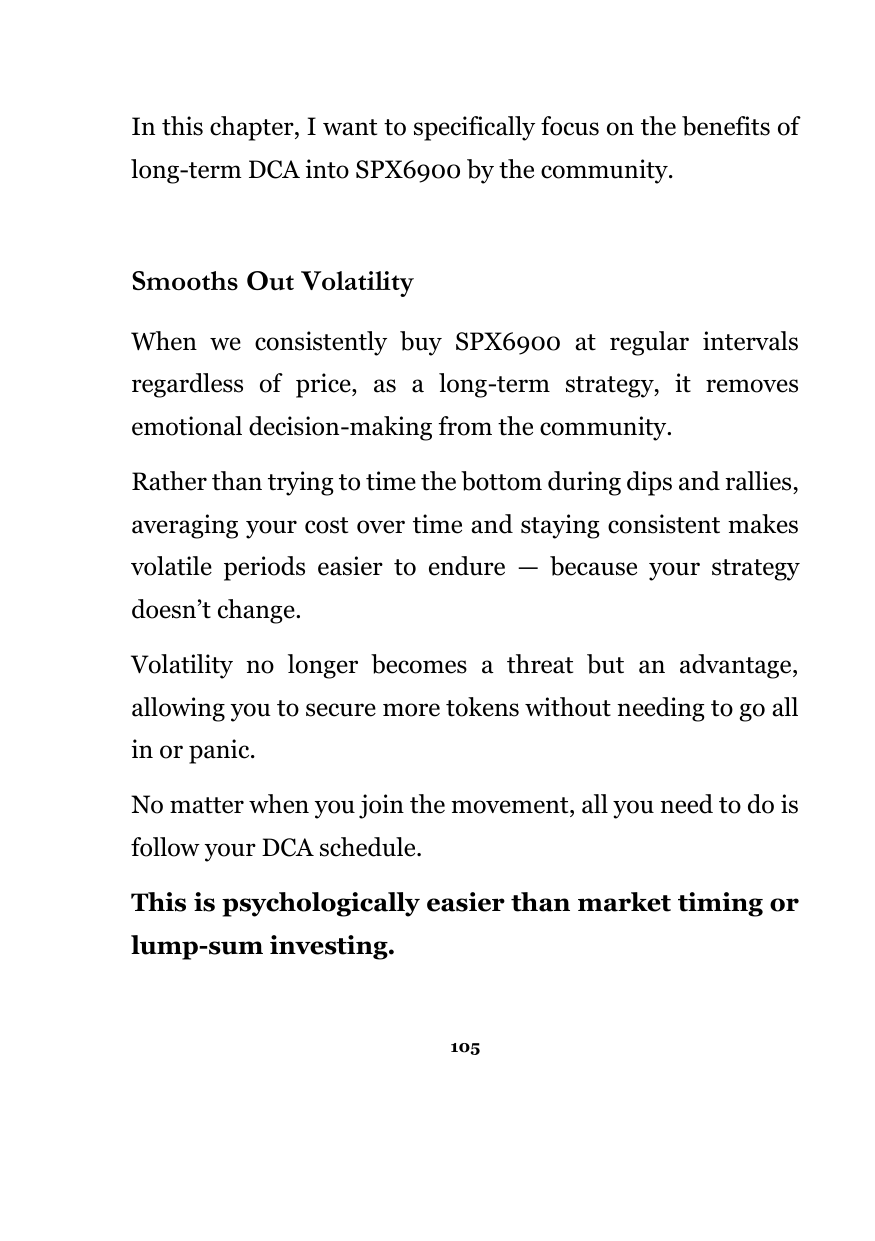 In this chapter, I want to specifically focus on the benefits of
long-term DCA into SPX6900 by the community.
Smooths Out Volatility
When we consistently buy SPX6900 at regular intervals
regardless of price, as a long-term strategy, it removes
emotional decision-making from the community.
Rather than trying to time the bottom during dips and rallies,
averaging your cost over time and staying consistent makes
volatile periods easier to endure — because your strategy
doesn’t change.
Volatility no longer becomes a threat but an advantage,
allowing you to secure more tokens without needing to go all
in or panic.
No matter when you join the movement, all you need to do is
follow your DCA schedule.
This is psychologically easier than market timing or
lump-sum investing.
105